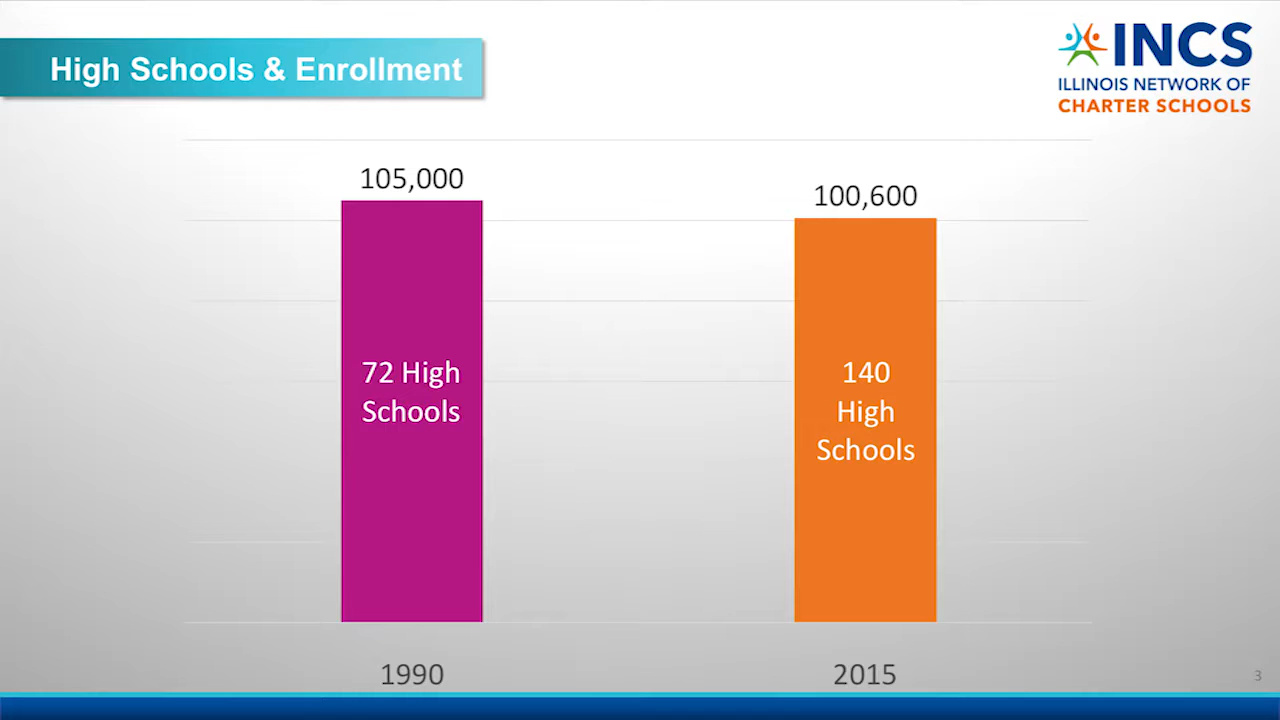 High Schools & Enrollment
INCS
ILLINOIS NETWORK OF
CHARTER SCHOOLS
105,000
100,600
72 High
Schools
140
High
Schools
1990
2015
3